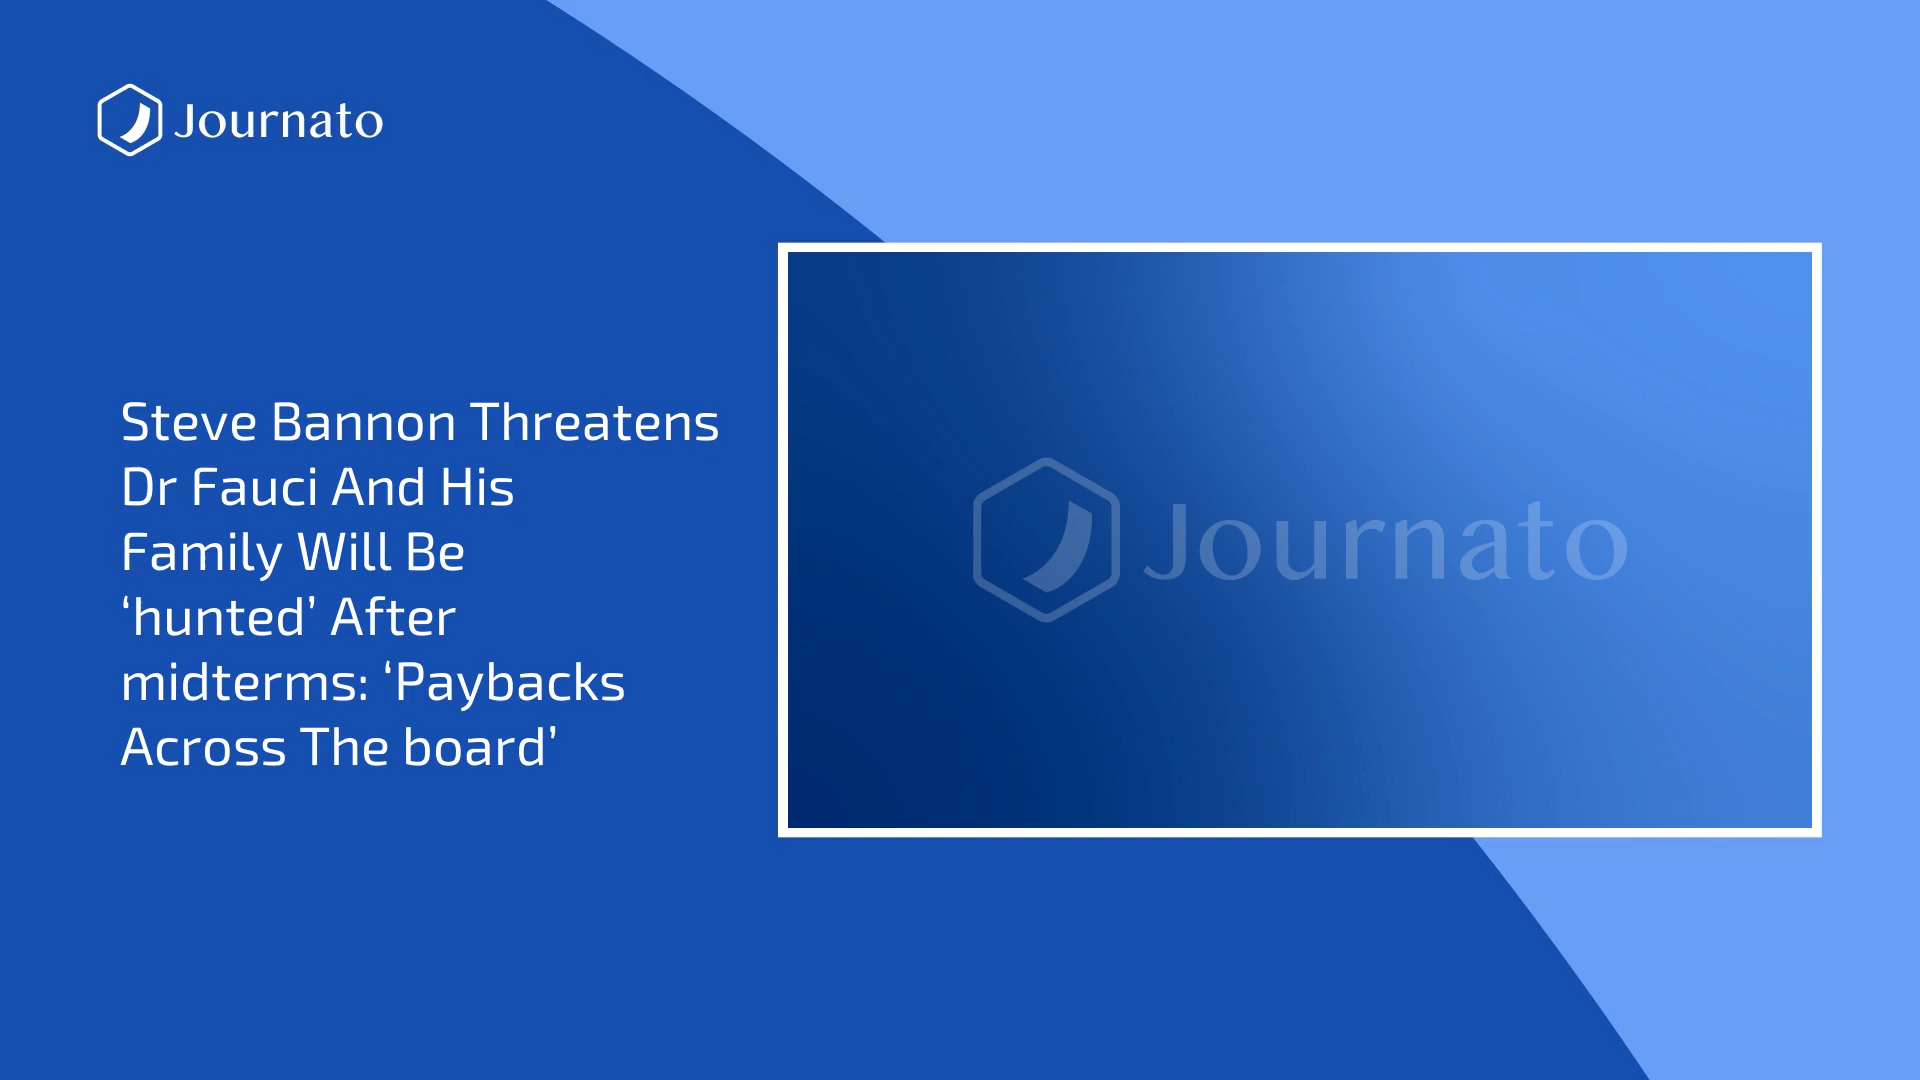 Journato
Steve Bannon Threatens
Dr Fauci And His
Family Will Be
‘hunted’ After
midterms: ‘Paybacks
Across The board’
Journato